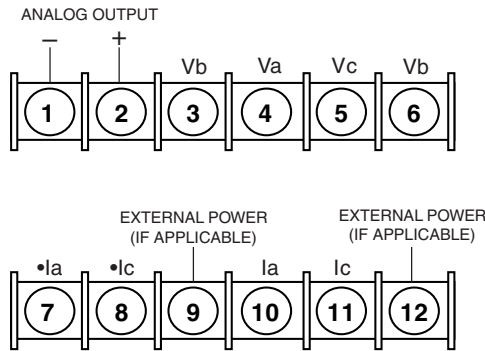 ANALOG OUTPUT
– +
Vb Va Vc Vb
1 2 3 4 5 6
EXTERNAL POWER
(IF APPLICABLE)
EXTERNAL POWER
(IF APPLICABLE)
•Ia •Ic Ia Ic
7 8 9 10 11 12